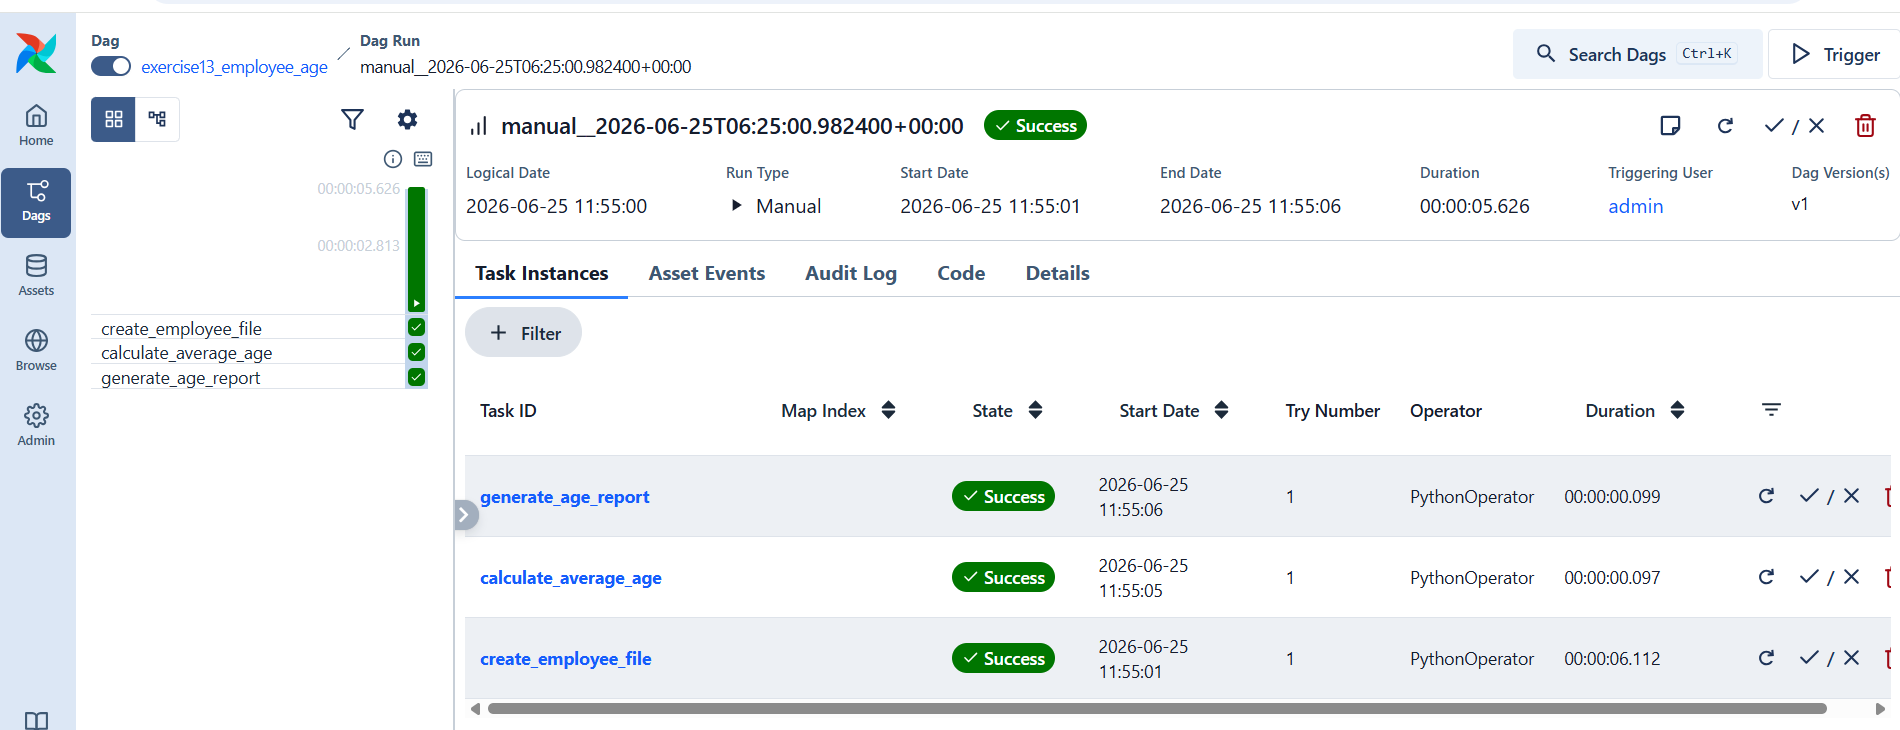 Dag
exercise13_employee_age
Dag Run
manual__2026-06-25T06:25:00.982400+00:00
Search Dags Ctrl+K
Trigger
Home
Dags
Assets
Browse
Admin
00:00:05.626
00:00:02.813
create_employee_file
calculate_average_age
generate_age_report
manual__2026-06-25T06:25:00.982400+00:00 Success
/
Logical Date Run Type Start Date End Date Duration Triggering User Dag Version(s)
2026-06-25 11:55:00 Manual 2026-06-25 11:55:01 2026-06-25 11:55:06 00:00:05.626 admin v1
Task Instances Asset Events Audit Log Code Details
+ Filter
Task ID Map Index State Start Date Try Number Operator Duration
generate_age_report Success 2026-06-25 11:55:06 1 PythonOperator 00:00:00.099 /
calculate_average_age Success 2026-06-25 11:55:05 1 PythonOperator 00:00:00.097 /
create_employee_file Success 2026-06-25 11:55:01 1 PythonOperator 00:00:06.112 /